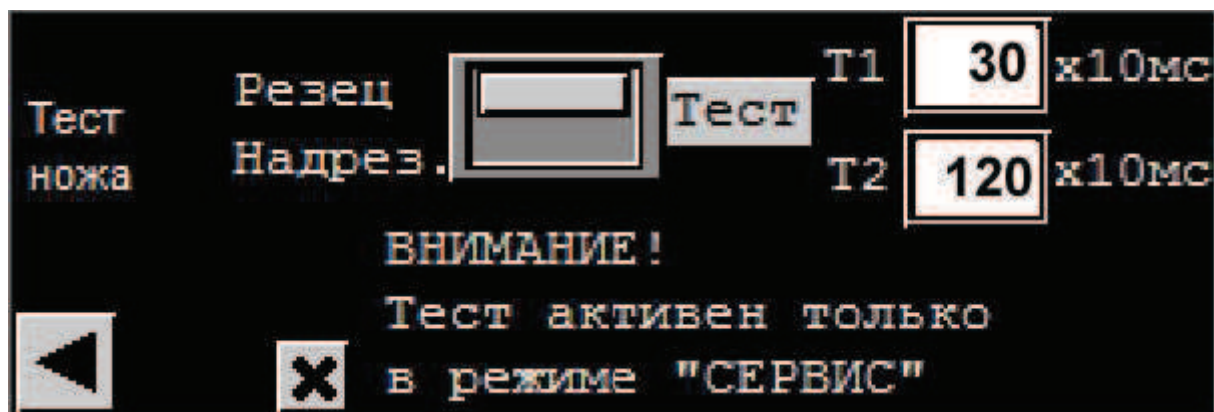 Тест
ножа
Резец
Надрез.
Тест
T1 30 x10мс
T2 120 x10мс
ВНИМАНИЕ!
Тест активен только
в режиме "СЕРВИС"